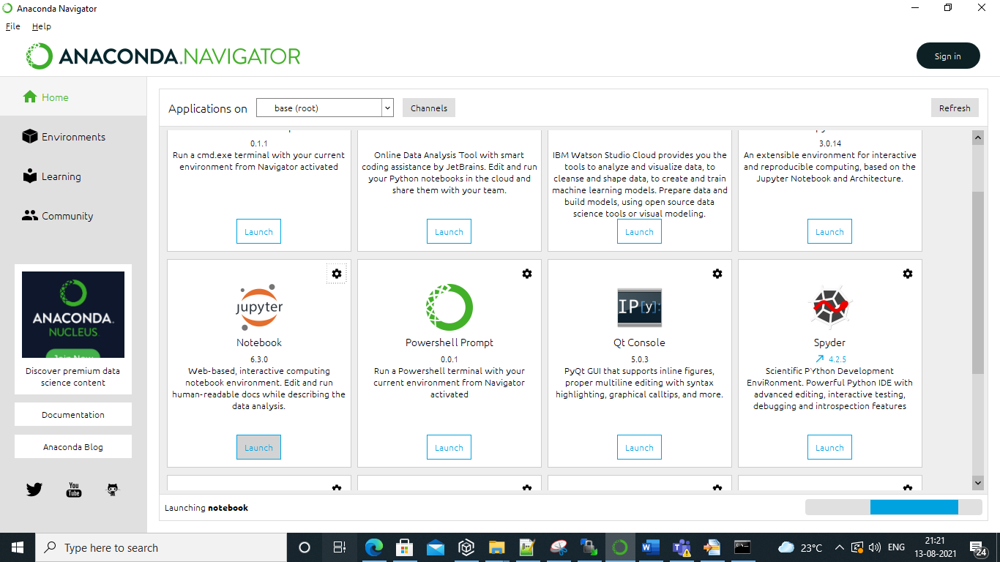 Anaconda Navigator
File Help
ANACONDA.NAVIGATOR
Sign in
Home
Environments
Learning
Community
ANACONDA.
NUCLEUS
Join Now
Discover premium data
science content
Documentation
Anaconda Blog
You
Tube
Applications on
base (root)
Channels
Refresh
0.1.1
Run a cmd.exe terminal with your current
environment from Navigator activated
Launch
Online Data Analysis Tool with smart
coding assistance by JetBrains. Edit and run
your Python notebooks in the cloud and
share them with your team.
Launch
IBM Watson Studio Cloud provides you the
tools to analyze and visualize data, to
cleanse and shape data, to create and train
machine learning models. Prepare data and
build models, using open source data
science tools or visual modeling.
Launch
3.0.14
An extensible environment for interactive
and reproducible computing, based on the
Jupyter Notebook and Architecture.
Launch
jupyter
Notebook
6.3.0
Web-based, interactive computing
notebook environment. Edit and run
human-readable docs while describing the
data analysis.
Launch
Powershell Prompt
0.0.1
Run a Powershell terminal with your
current environment from Navigator
activated
Launch
IP[y]:
Qt Console
5.0.3
PyQt GUI that supports inline figures,
proper multiline editing with syntax
highlighting, graphical calltips, and more.
Launch
Spyder
4.2.5
Scientific PYthon Development
EnviRonment. Powerful Python IDE with
advanced editing, interactive testing,
debugging and introspection features
Launch
Launching notebook
Type here to search
23°C
ENG
21:21
13-08-2021
24